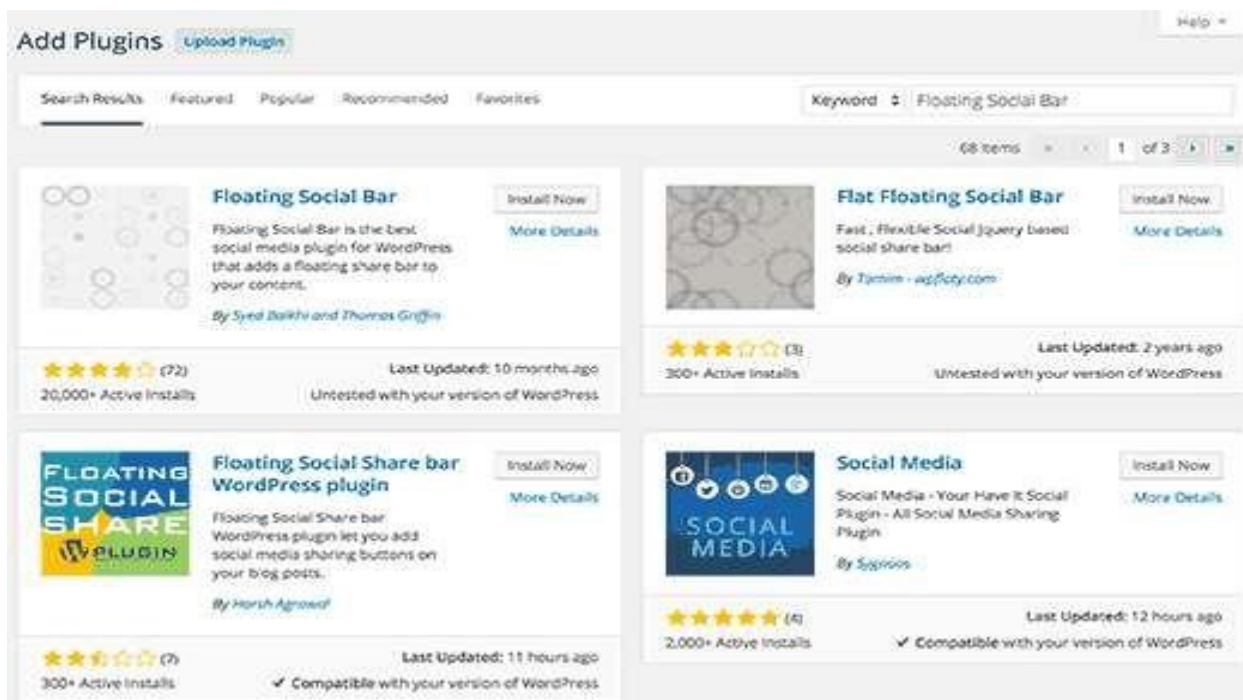 Help
Add Plugins Upload Plugin
Search Results Featured Popular Recommended Favorites
Keyword Floating Social Bar
68 items « ‹ 1 of 3 › »
Floating Social Bar
Install Now
More Details
Floating Social Bar is the best
social media plugin for WordPress
that adds a floating share bar to
your content.
By Syed Balkhi and Thomas Griffin
(72)
20,000+ Active Installs
Last Updated: 10 months ago
Untested with your version of WordPress
Flat Floating Social Bar
Install Now
More Details
Fast , Flexible Social Jquery based
social share bar!
By
(3)
300+ Active Installs
Last Updated: 2 years ago
Untested with your version of WordPress
FLOATING
SOCIAL
SHARE
PLUGIN
Floating Social Share bar
WordPress plugin
Install Now
More Details
Floating Social Share bar
WordPress plugin let you add
social media sharing buttons on
your blog posts.
By Harsh Agrawal
(7)
300+ Active Installs
Last Updated: 11 hours ago
✔ Compatible with your version of WordPress
SOCIAL
MEDIA
Social Media
Install Now
More Details
Social Media - Your Have It Social
Plugin - All Social Media Sharing
Plugin
By
(4)
2,000+ Active Installs
Last Updated: 12 hours ago
✔ Compatible with your version of WordPress